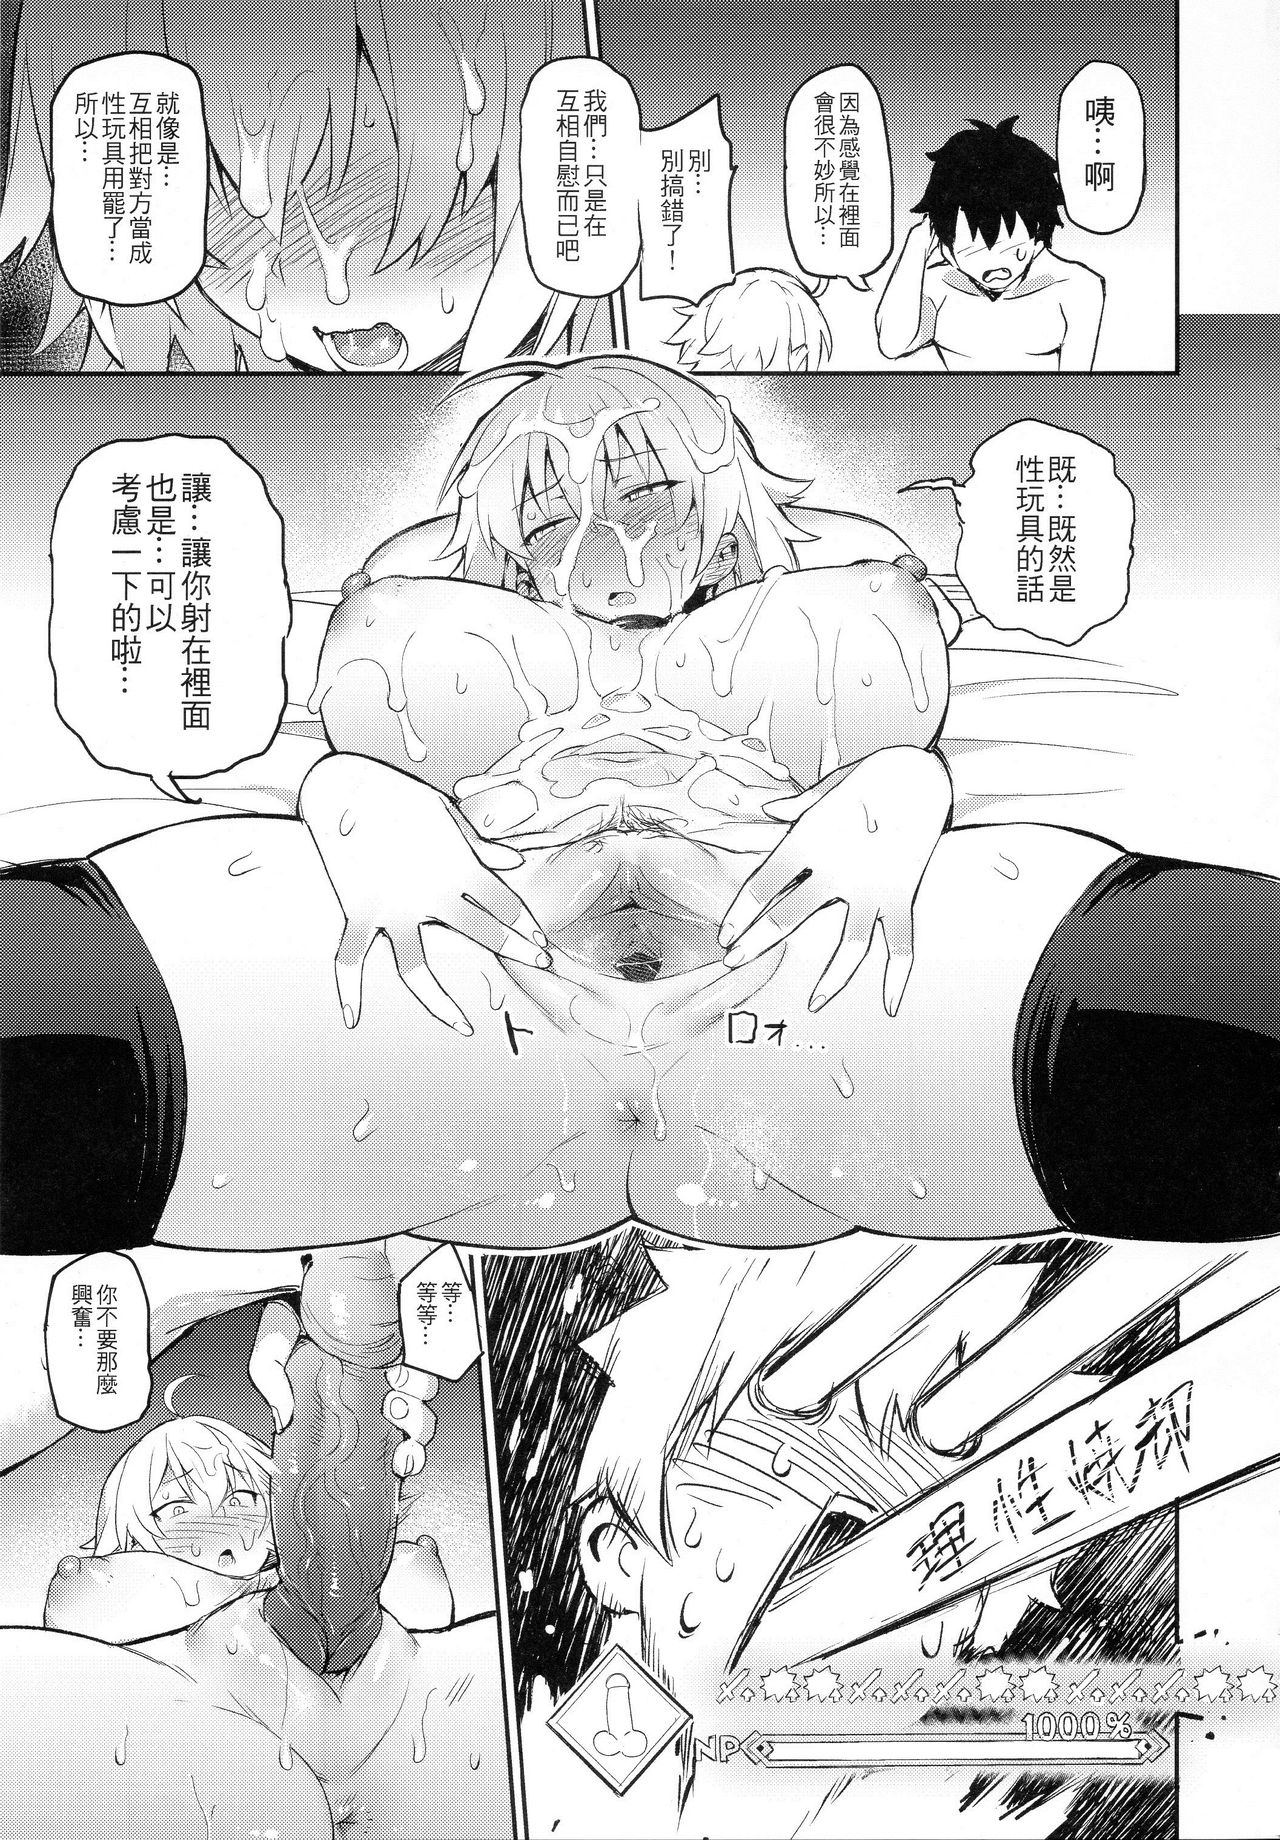 咦…啊
因為感覺在裡面
會很不妙所以…
別…
別搞錯了！
我們…只是在
互相自慰而已吧
就像是…
互相把對方當成
性玩具用罷了…
所以…
既…既然是
性玩具的話
讓…讓你射在裡面
也是…可以
考慮一下的啦…
ト
ロォ…
理性焼却
1000%
NP
等…
等等…
你不要那麼
興奮…